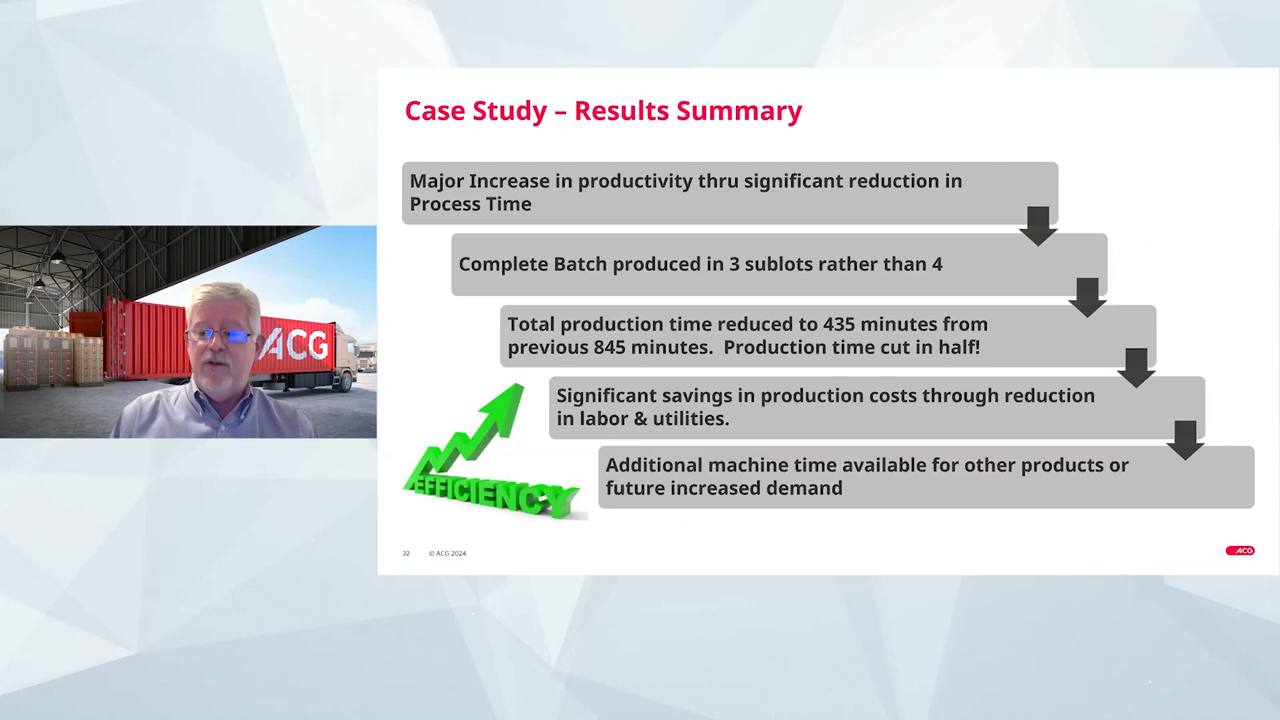 Case Study – Results Summary
Major Increase in productivity thru significant reduction in
Process Time
Complete Batch produced in 3 sublots rather than 4
Total production time reduced to 435 minutes from
previous 845 minutes.  Production time cut in half!
Significant savings in production costs through reduction
in labor & utilities.
Additional machine time available for other products or
future increased demand
EFFICIENCY
32 © ACG 2024
ACG
ACG